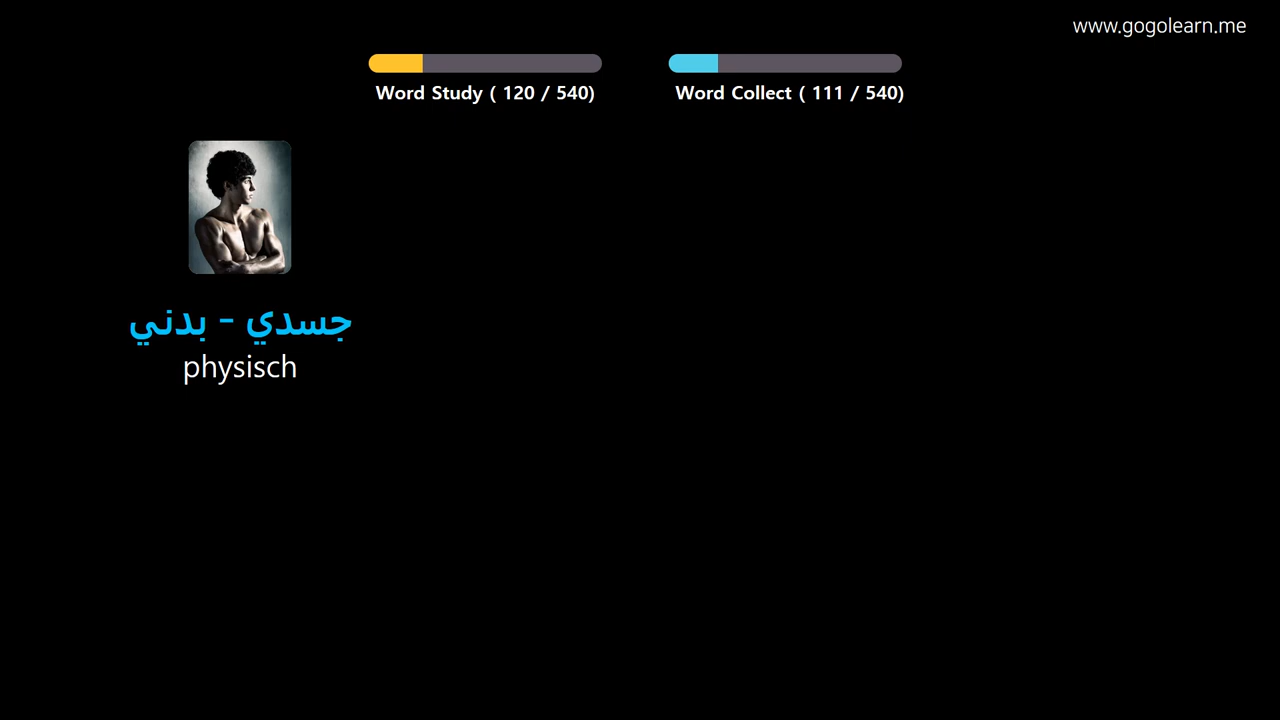 www.gogolearn.me
Word Study ( 120 / 540)
Word Collect ( 111 / 540)
جسدي - بدني
physisch